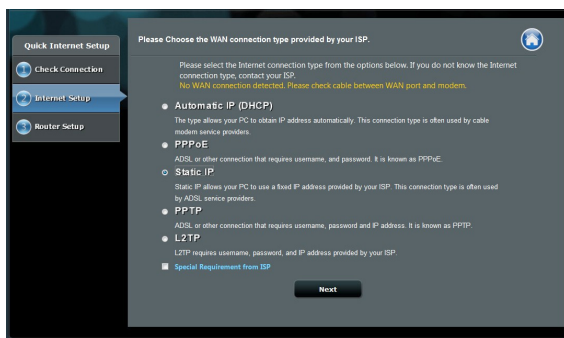 Quick Internet Setup
1 Check Connection
2 Internet Setup
3 Router Setup
Please Choose the WAN connection type provided by your ISP.
Please select the Internet connection type from the options below. If you do not know the Internet
connection type, contact your ISP.
No WAN connection detected. Please check cable between WAN port and modem.
Automatic IP (DHCP)
The type allows your PC to obtain IP address automatically. This connection type is often used by cable
modem service providers.
PPPoE
ADSL or other connection that requires username, and password. It is known as PPPoE.
Static IP
Static IP allows your PC to use a fixed IP address provided by your ISP. This connection type is often used
by ADSL service providers.
PPTP
ADSL or other connection that requires username, password and IP address. It is known as PPTP.
L2TP
L2TP requires username, password, and IP address provided by your ISP.
Special Requirement from ISP
Next